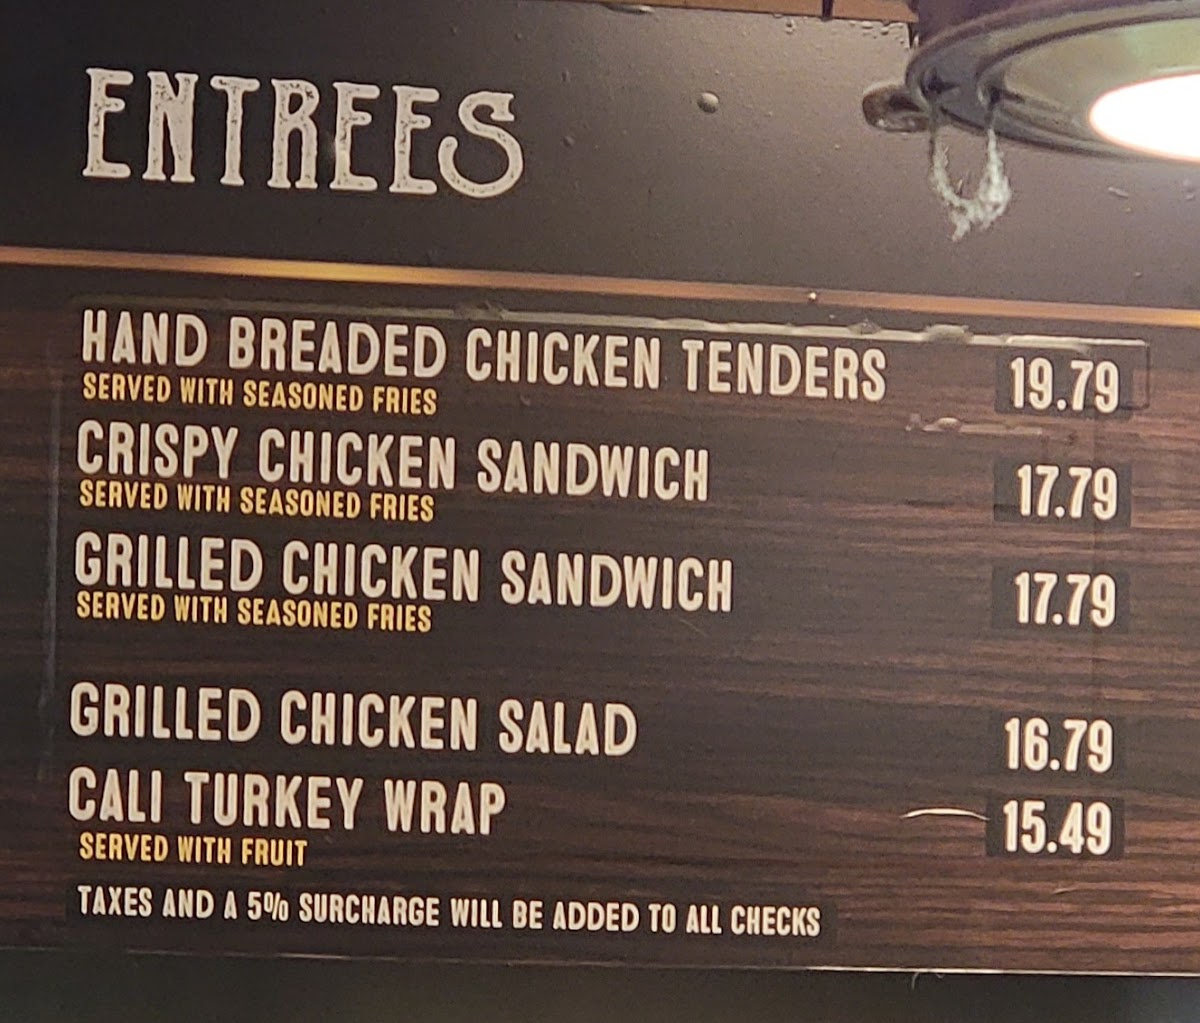 ENTREES
HAND BREADED CHICKEN TENDERS 19.79
SERVED WITH SEASONED FRIES
CRISPY CHICKEN SANDWICH 17.79
SERVED WITH SEASONED FRIES
GRILLED CHICKEN SANDWICH 17.79
SERVED WITH SEASONED FRIES
GRILLED CHICKEN SALAD 16.79
CALI TURKEY WRAP 15.49
SERVED WITH FRUIT
TAXES AND A 5% SURCHARGE WILL BE ADDED TO ALL CHECKS